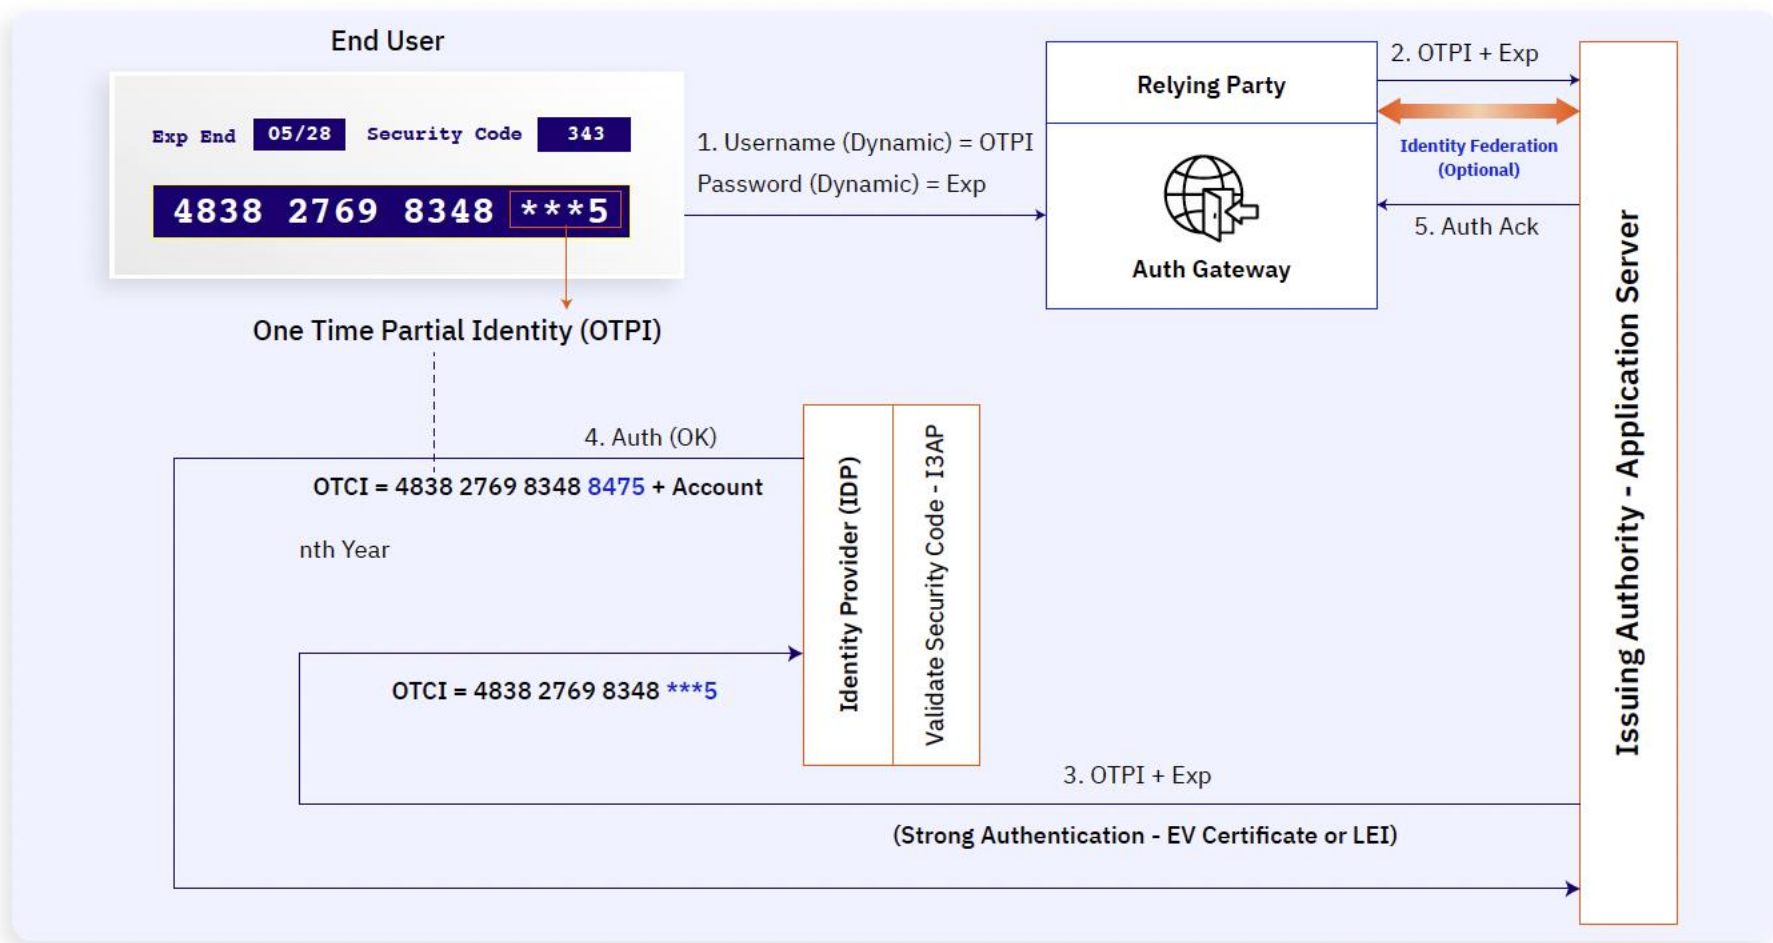 End User
Exp End 05/28 Security Code 343
4838 2769 8348 ***5
One Time Partial Identity (OTPI)
1. Username (Dynamic) = OTPI
Password (Dynamic) = Exp
Relying Party
Auth Gateway
2. OTPI + Exp
Identity Federation
(Optional)
5. Auth Ack
Issuing Authority - Application Server
4. Auth (OK)
OTCI = 4838 2769 8348 8475 + Account
nth Year
OTCI = 4838 2769 8348 ***5
Identity Provider (IDP)
Validate Security Code - I3AP
3. OTPI + Exp
(Strong Authentication - EV Certificate or LEI)